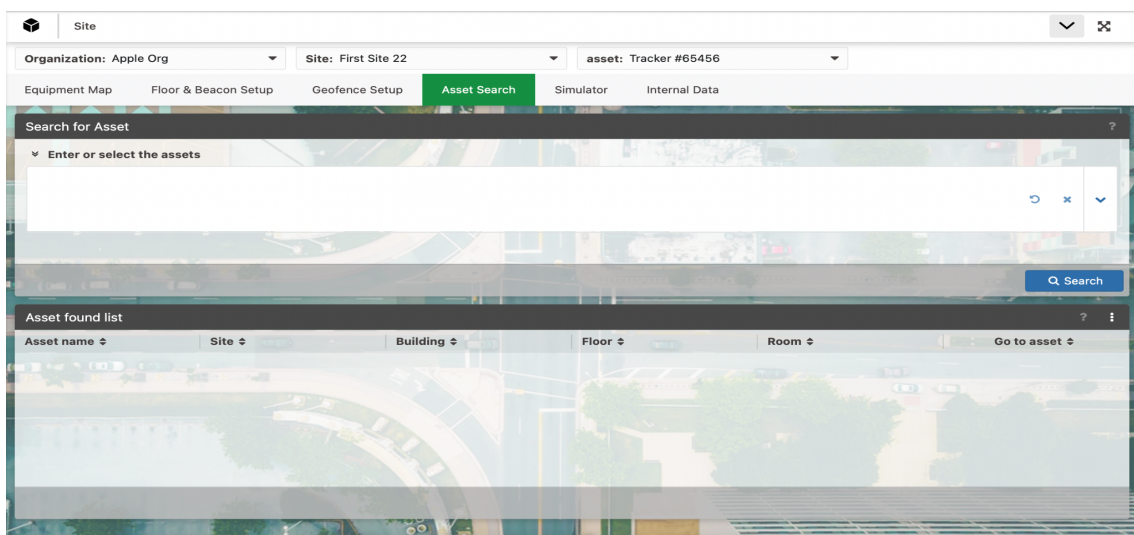 Site
Organization: Apple Org Site: First Site 22 asset: Tracker #65456
Equipment Map Floor & Beacon Setup Geofence Setup Asset Search Simulator Internal Data
Search for Asset ?
Enter or select the assets
Search
Asset found list ?
Asset name Site Building Floor Room Go to asset